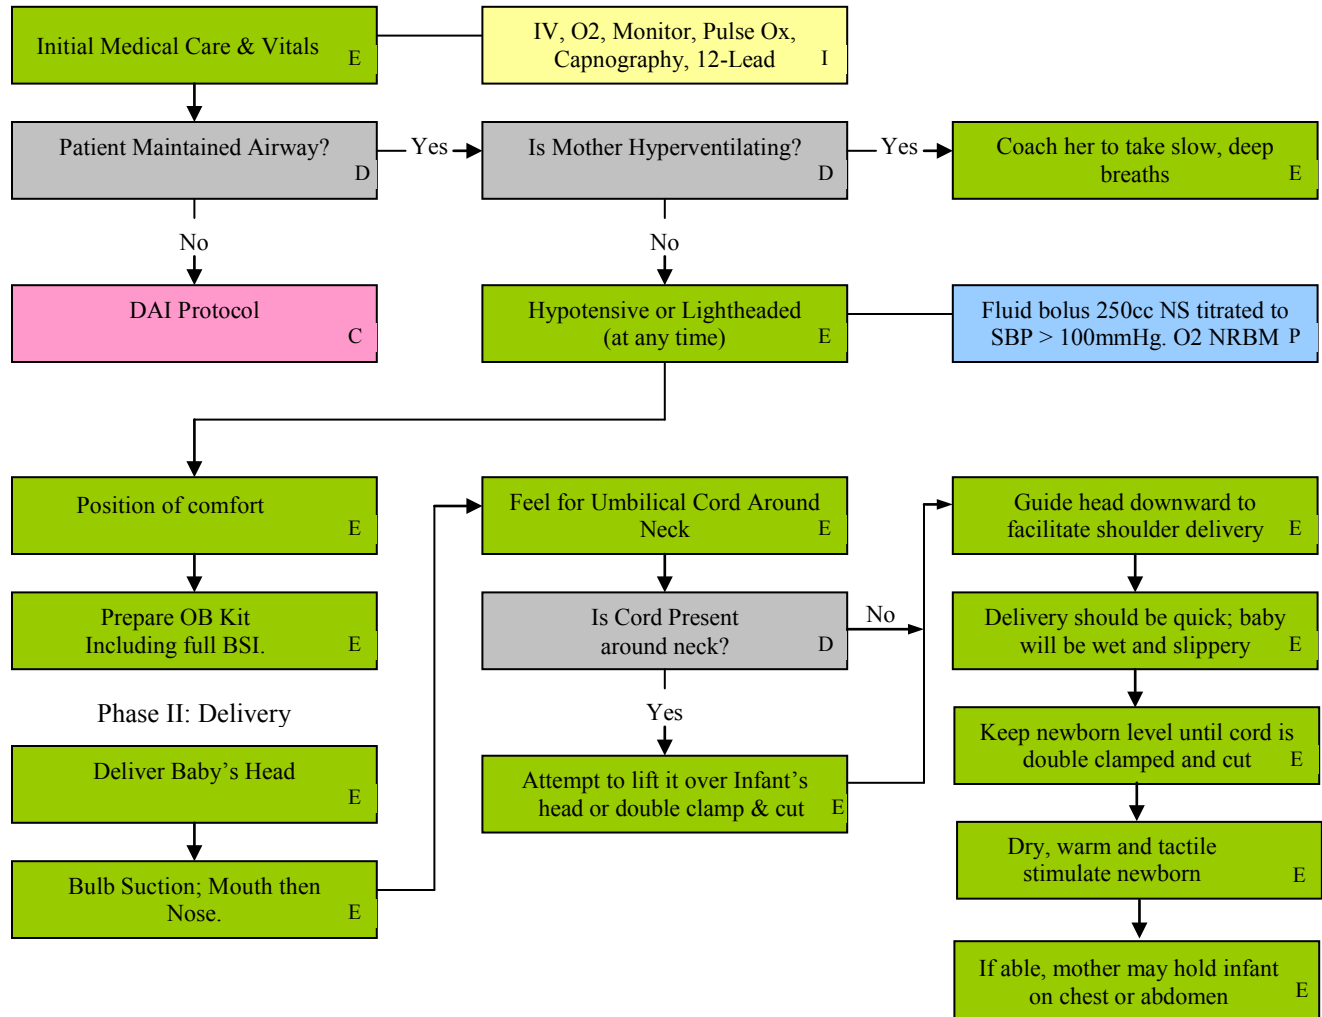 Initial Medical Care & Vitals
E
IV, O2, Monitor, Pulse Ox,
Capnography, 12-Lead
I
Patient Maintained Airway?
D
Yes
Is Mother Hyperventilating?
D
Yes
Coach her to take slow, deep
breaths
E
No
No
DAI Protocol
C
Hypotensive or Lightheaded
(at any time)
E
Fluid bolus 250cc NS titrated to
SBP > 100mmHg. O2 NRBM
P
Position of comfort
E
Prepare OB Kit
Including full BSI.
E
Phase II: Delivery
Deliver Baby’s Head
E
Bulb Suction; Mouth then
Nose.
E
Feel for Umbilical Cord Around
Neck
E
Is Cord Present
around neck?
D
No
Yes
Attempt to lift it over Infant’s
head or double clamp & cut
E
Guide head downward to
facilitate shoulder delivery
E
Delivery should be quick; baby
will be wet and slippery
E
Keep newborn level until cord is
double clamped and cut
E
Dry, warm and tactile
stimulate newborn
E
If able, mother may hold infant
on chest or abdomen
E